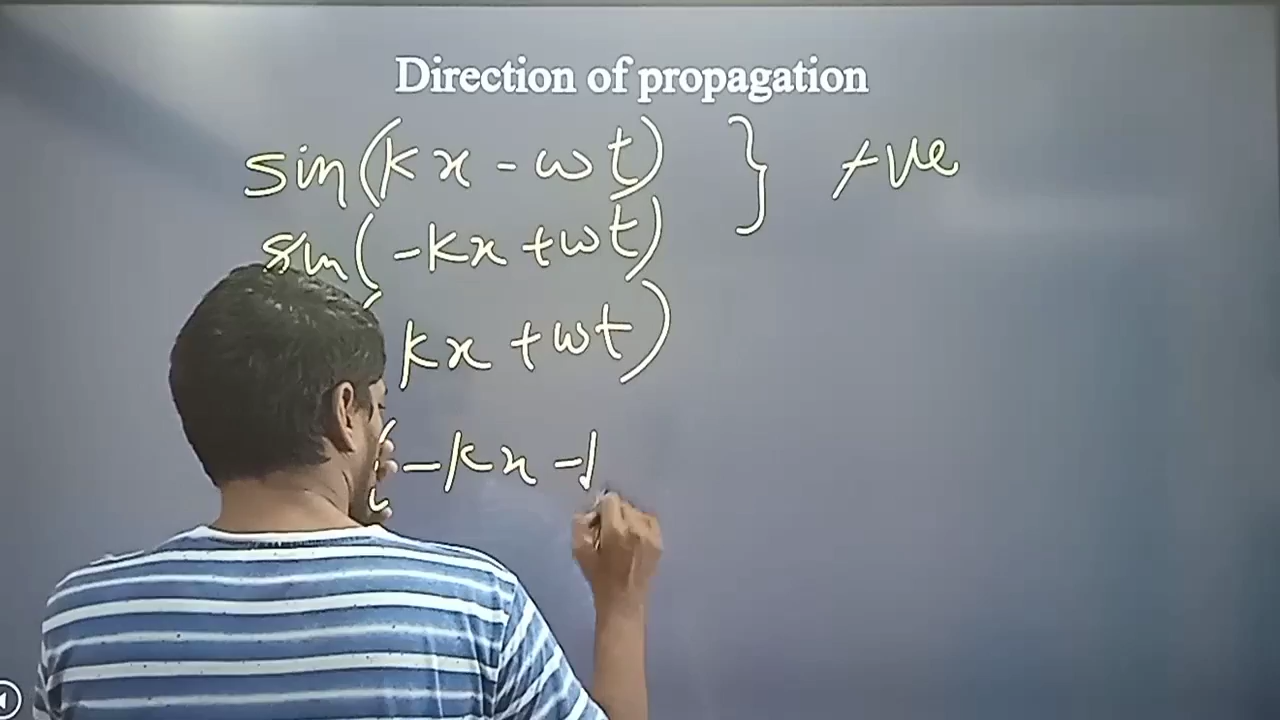 Direction of propagation
sin(kx - ωt) } +ve
sin(-kx + ωt)
(kx + ωt)
(-kx -